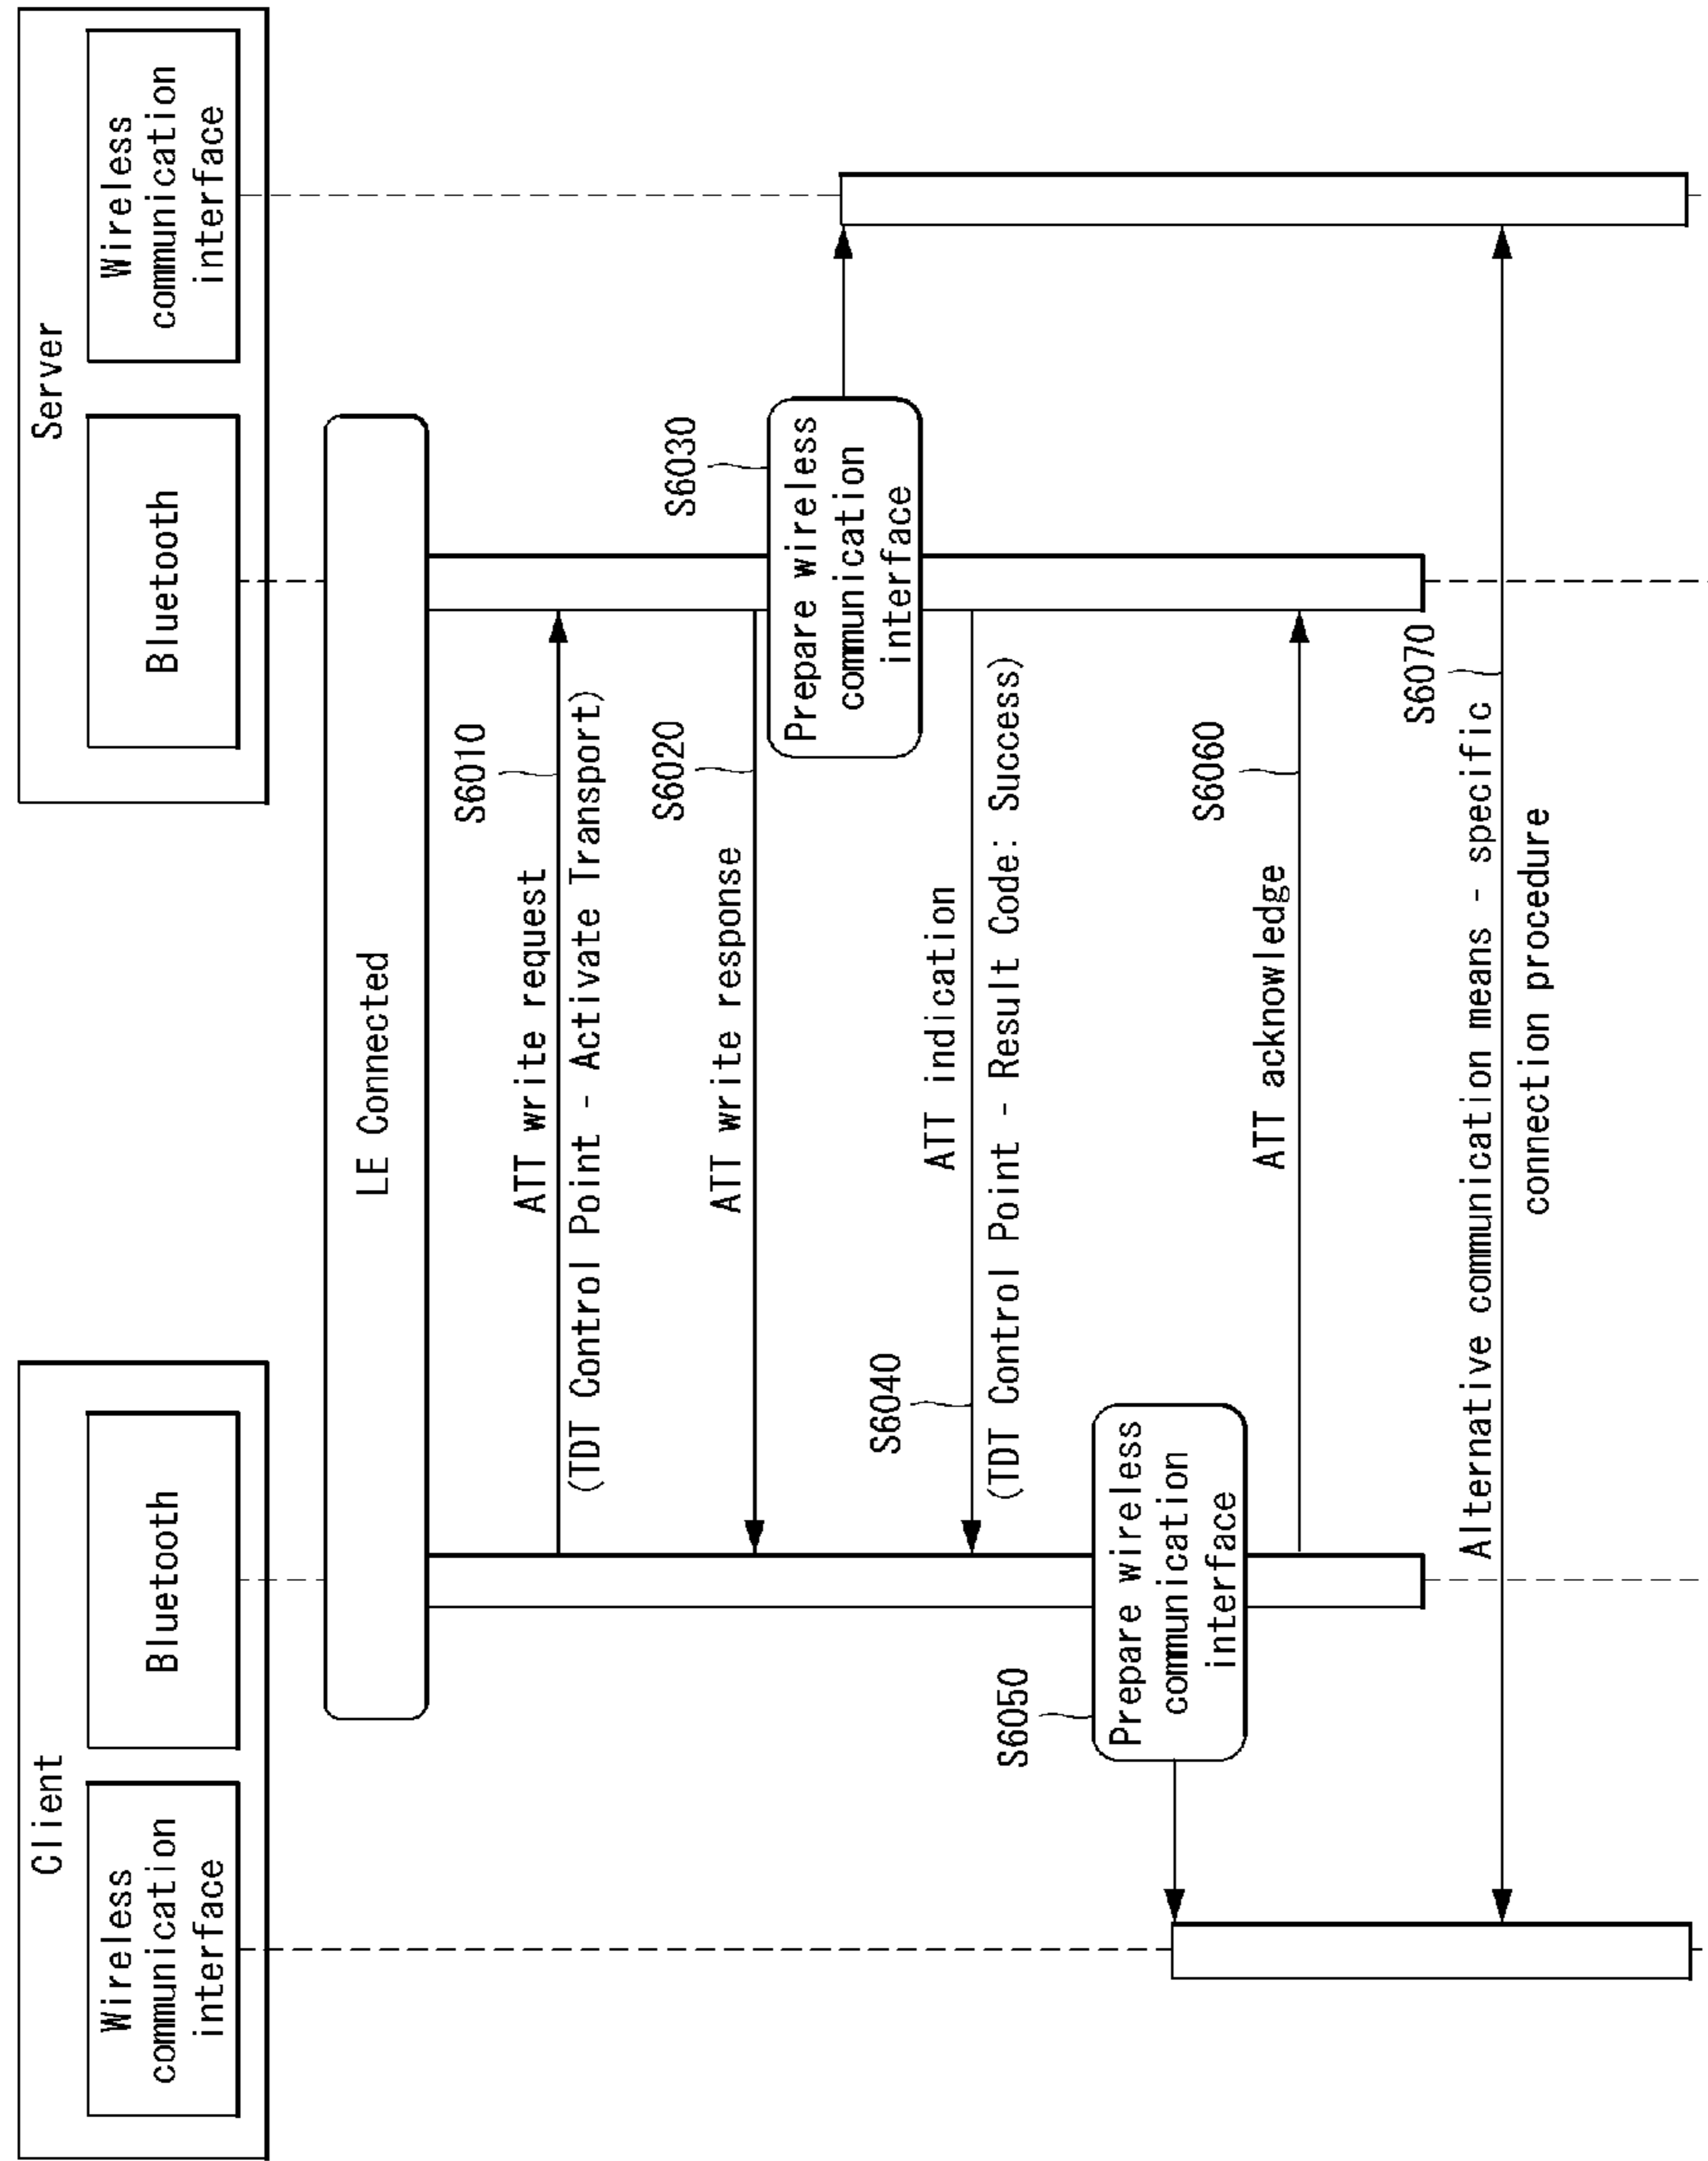 Client
Server
Wireless
communication
interface
Bluetooth
Bluetooth
Wireless
communication
interface
LE Connected
S6010
ATT write request
(TDT Control Point - Activate Transport)
S6020
ATT write response
S6030
Prepare wireless
communication
interface
S6040
ATT indication
(TDT Control Point - Result Code: Success)
S6050
Prepare wireless
communication
interface
S6060
ATT acknowledge
S6070
Alternative communication means - specific
connection procedure